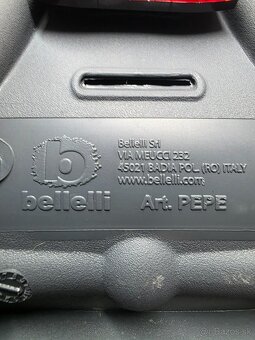 b
bellelli
Bellelli Srl
VIA MEUCCI 232
45021 BADIA POL. (RO) ITALY
www.bellelli.com
Art. PEPE